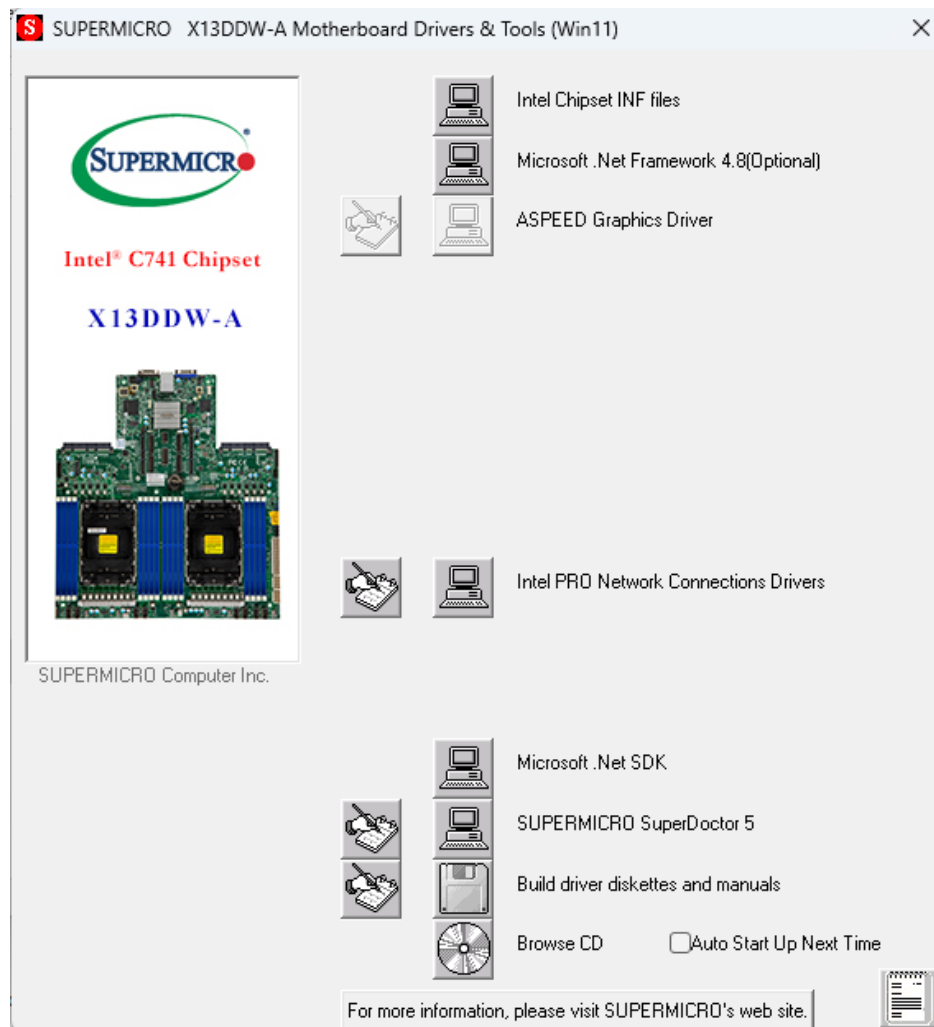 SUPERMICRO X13DDW-A Motherboard Drivers & Tools (Win11)
SUPERMICRO
Intel® C741 Chipset
X13DDW-A
SUPERMICRO Computer Inc.
Intel Chipset INF files
Microsoft .Net Framework 4.8(Optional)
ASPEED Graphics Driver
Intel PRO Network Connections Drivers
Microsoft .Net SDK
SUPERMICRO SuperDoctor 5
Build driver diskettes and manuals
Browse CD Auto Start Up Next Time
For more information, please visit SUPERMICRO's web site.